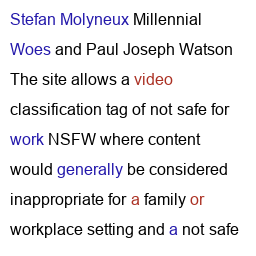 Stefan Molyneux Millennial
Woes and Paul Joseph Watson
The site allows a video
classification tag of not safe for
work NSFW where content
would generally be considered
inappropriate for a family or
workplace setting and a not safe